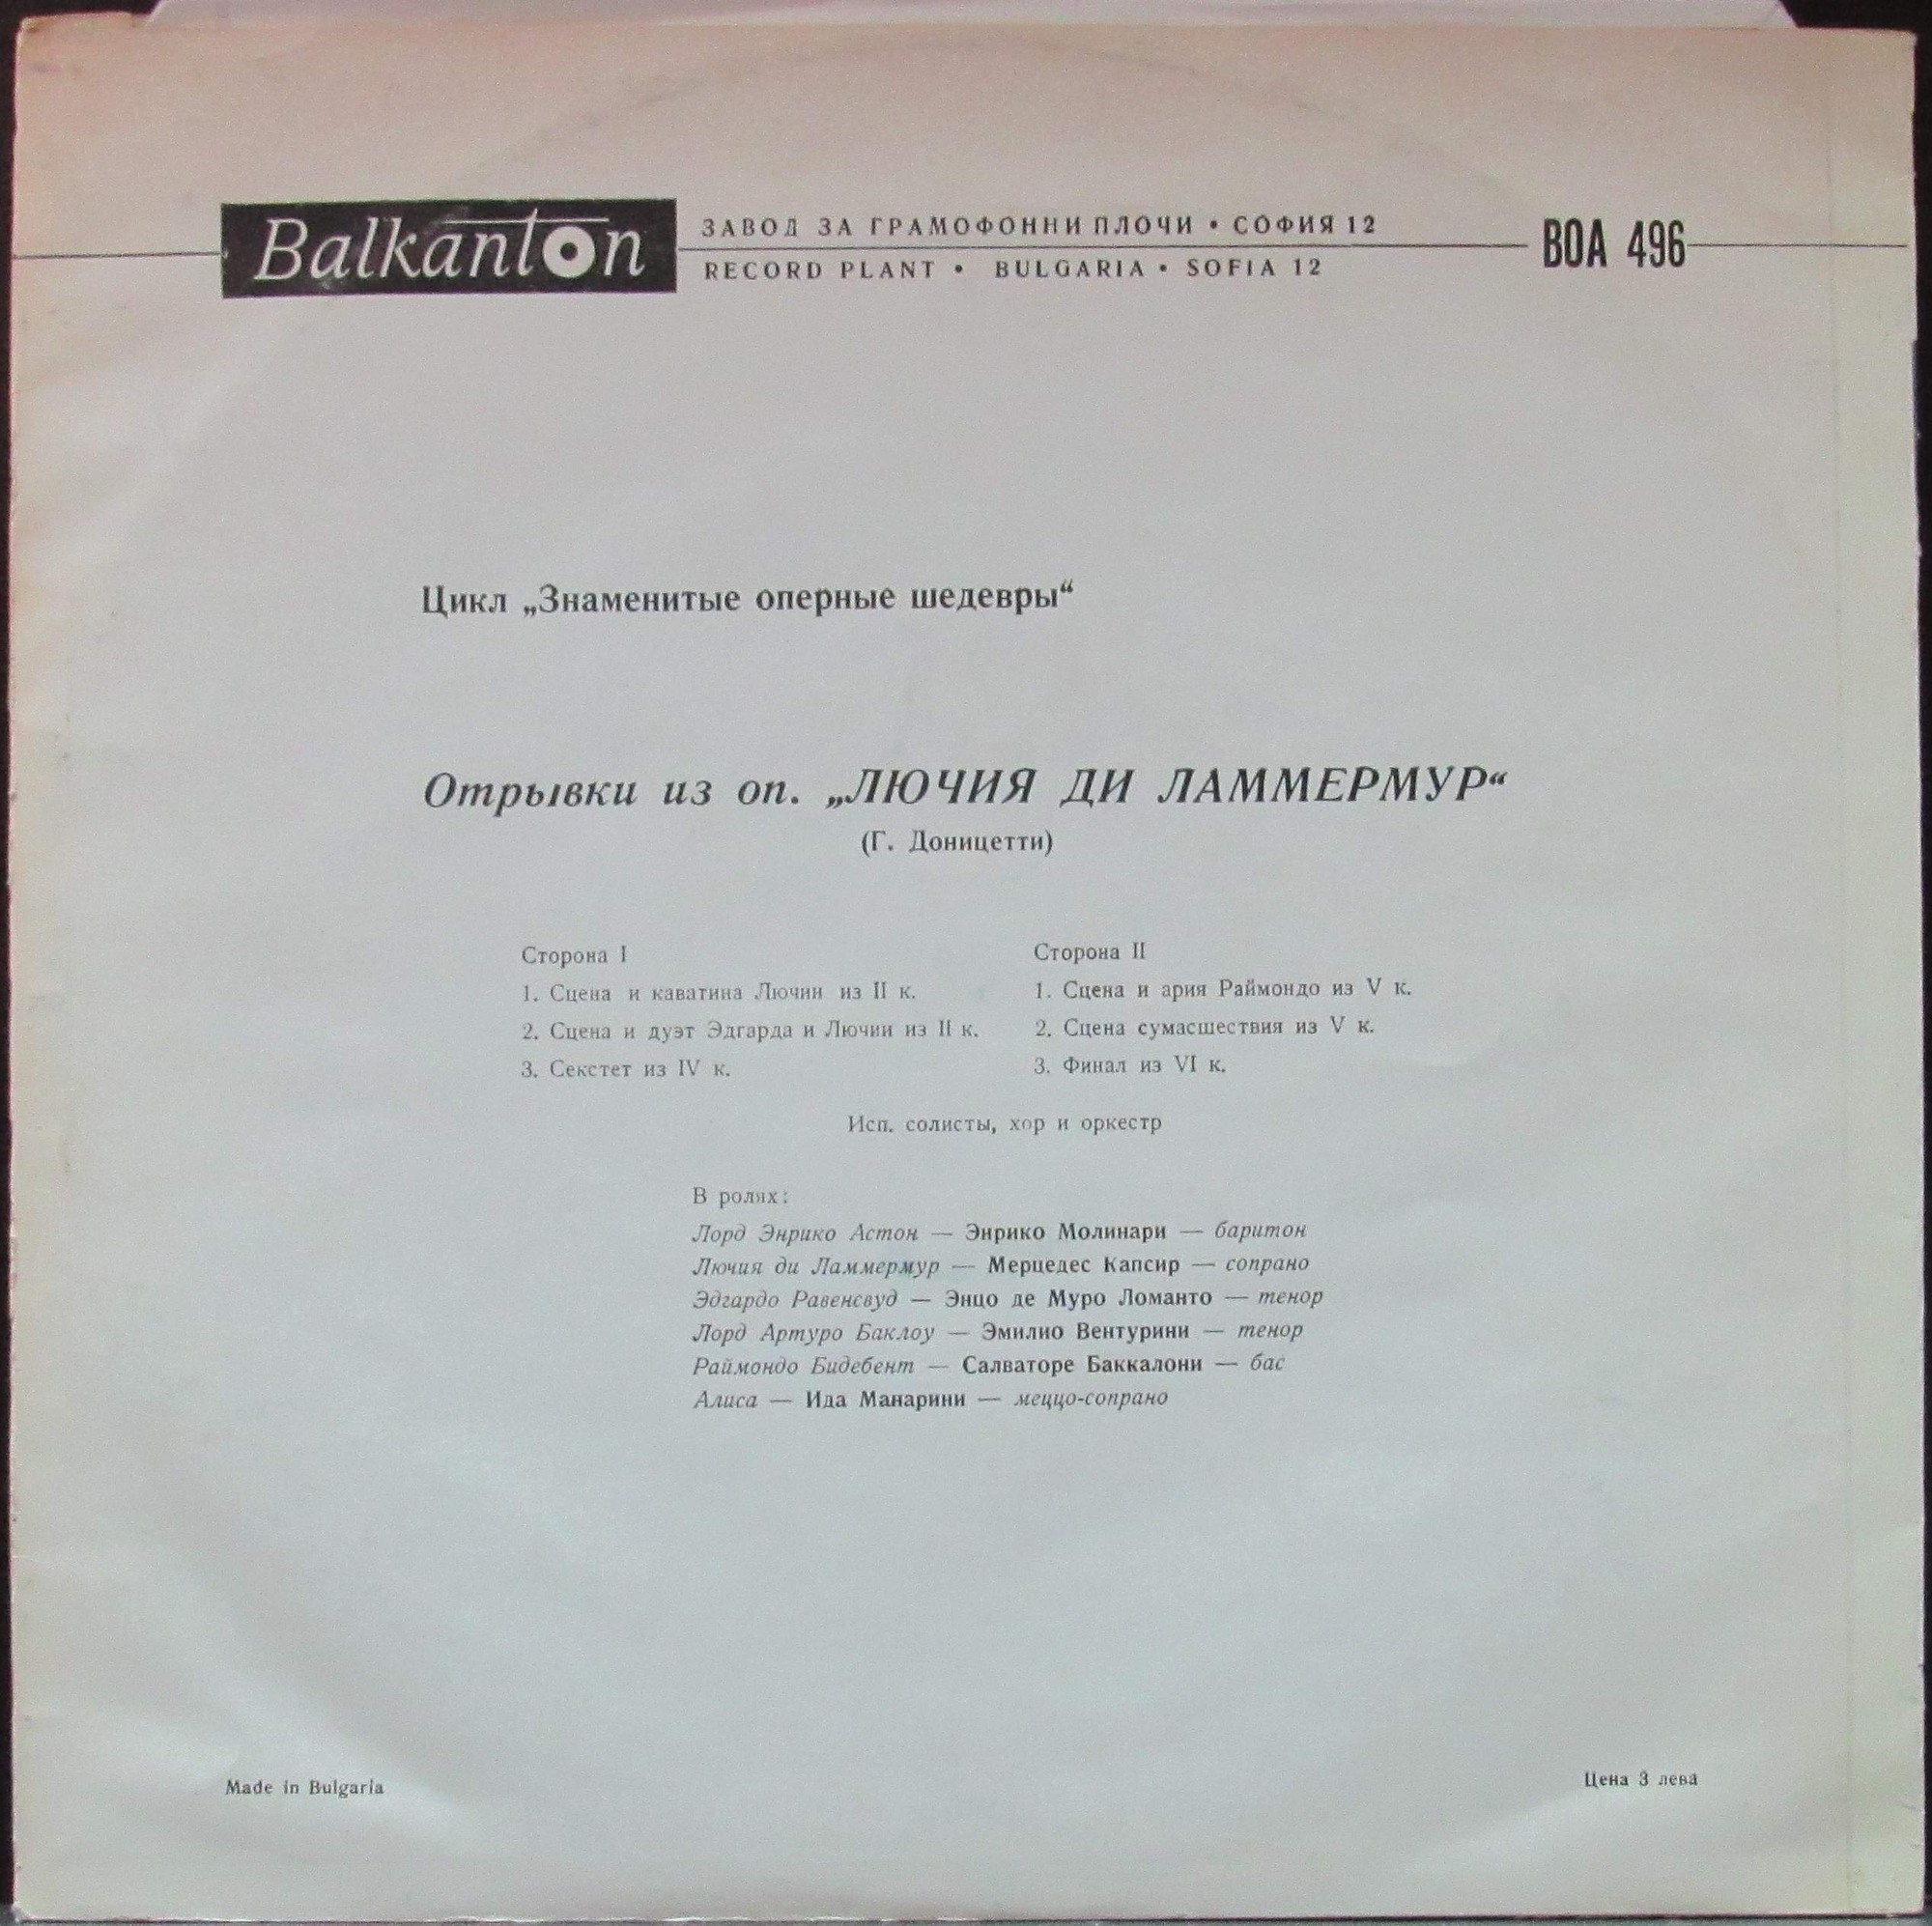 Balkanton
ЗАВОД ЗА ГРАМОФОННИ ПЛОЧИ • СОФИЯ 12
RECORD PLANT • BULGARIA • SOFIA 12
ВОА 496
Цикл „Знаменитые оперные шедевры“
Отрывки из оп. „ЛЮЧИЯ ДИ ЛАММЕРМУР“
(Г. Доницетти)
Сторона I
1. Сцена и каватина Лючии из II к.
2. Сцена и дуэт Эдгарда и Лючии из II к.
3. Секстет из IV к.
Сторона II
1. Сцена и ария Раймондо из V к.
2. Сцена сумасшествия из V к.
3. Финал из VI к.
Исп. солисты, хор и оркестр
В ролях:
Лорд Энрико Астон — Энрико Молинари — баритон
Лючия ди Ламмермур — Мерцедес Капсир — сопрано
Эдгардо Равенсвуд — Энцо де Муро Ломанто — тенор
Лорд Артуро Баклоу — Эмилио Вентурини — тенор
Раймондо Бидебент — Салваторе Баккалони — бас
Алиса — Ида Манарини — меццо-сопрано
Made in Bulgaria
Цена 3 лева